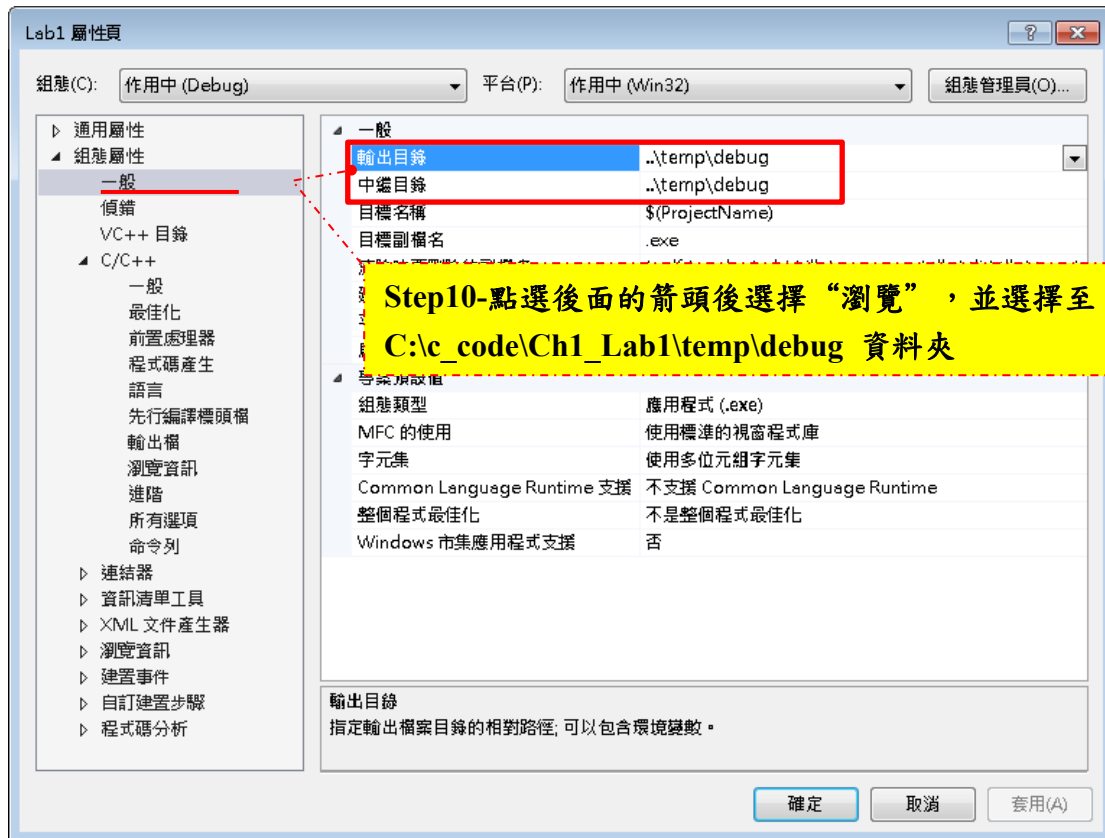 Lab1 屬性頁
組態(C): 作用中 (Debug) 平台(P): 作用中 (Win32) 組態管理員(O)...
通用屬性
組態屬性
一般
偵錯
VC++ 目錄
C/C++
一般
最佳化
前置處理器
程式碼產生
語言
先行編譯標頭檔
輸出檔
瀏覽資訊
進階
所有選項
命令列
連結器
資訊清單工具
XML 文件產生器
瀏覽資訊
建置事件
自訂建置步驟
程式碼分析
一般
輸出目錄 ..\temp\debug
中繼目錄 ..\temp\debug
目標名稱 $(ProjectName)
目標副檔名 .exe
Step10-點選後面的箭頭後選擇“瀏覽”，並選擇至
C:\c_code\Ch1_Lab1\temp\debug 資料夾
專案預設值
組態類型 應用程式 (.exe)
MFC 的使用 使用標準的視窗程式庫
字元集 使用多位元組字元集
Common Language Runtime 支援 不支援 Common Language Runtime
整個程式最佳化 不是整個程式最佳化
Windows 市集應用程式支援 否
輸出目錄
指定輸出檔案目錄的相對路徑; 可以包含環境變數。
確定 取消 套用(A)